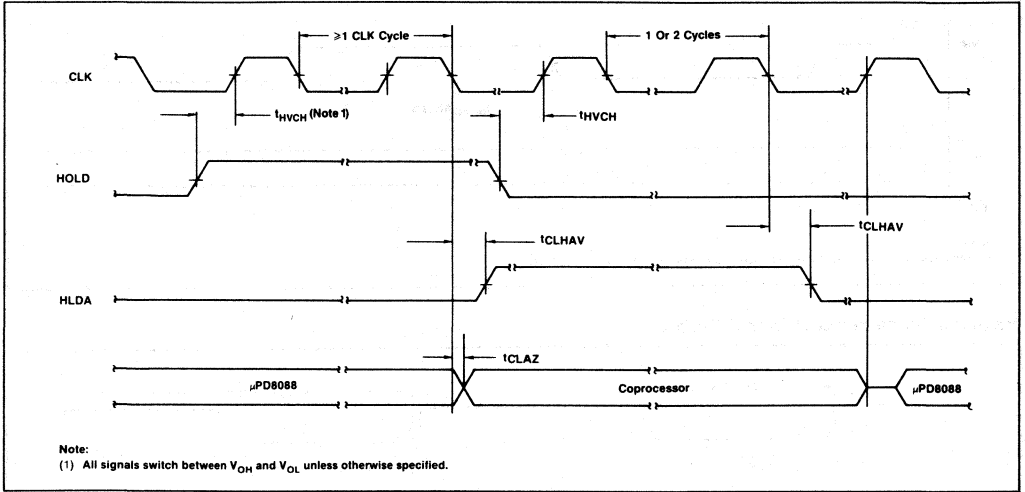 ≥1 CLK Cycle
1 Or 2 Cycles
CLK
tHVCH (Note 1)
tHVCH
HOLD
tCLHAV
tCLHAV
HLDA
tCLAZ
μPD8088
Coprocessor
μPD8088
Note:
(1) All signals switch between VOH and VOL unless otherwise specified.